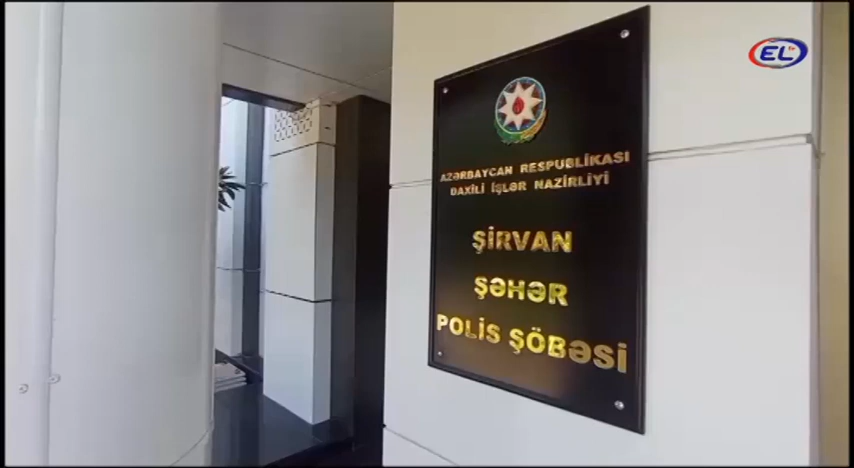 EL
AZƏRBAYCAN RESPUBLİKASI
DAXİLİ İŞLƏR NAZİRLİYİ
ŞİRVAN
ŞƏHƏR
POLİS ŞÖBƏSİ